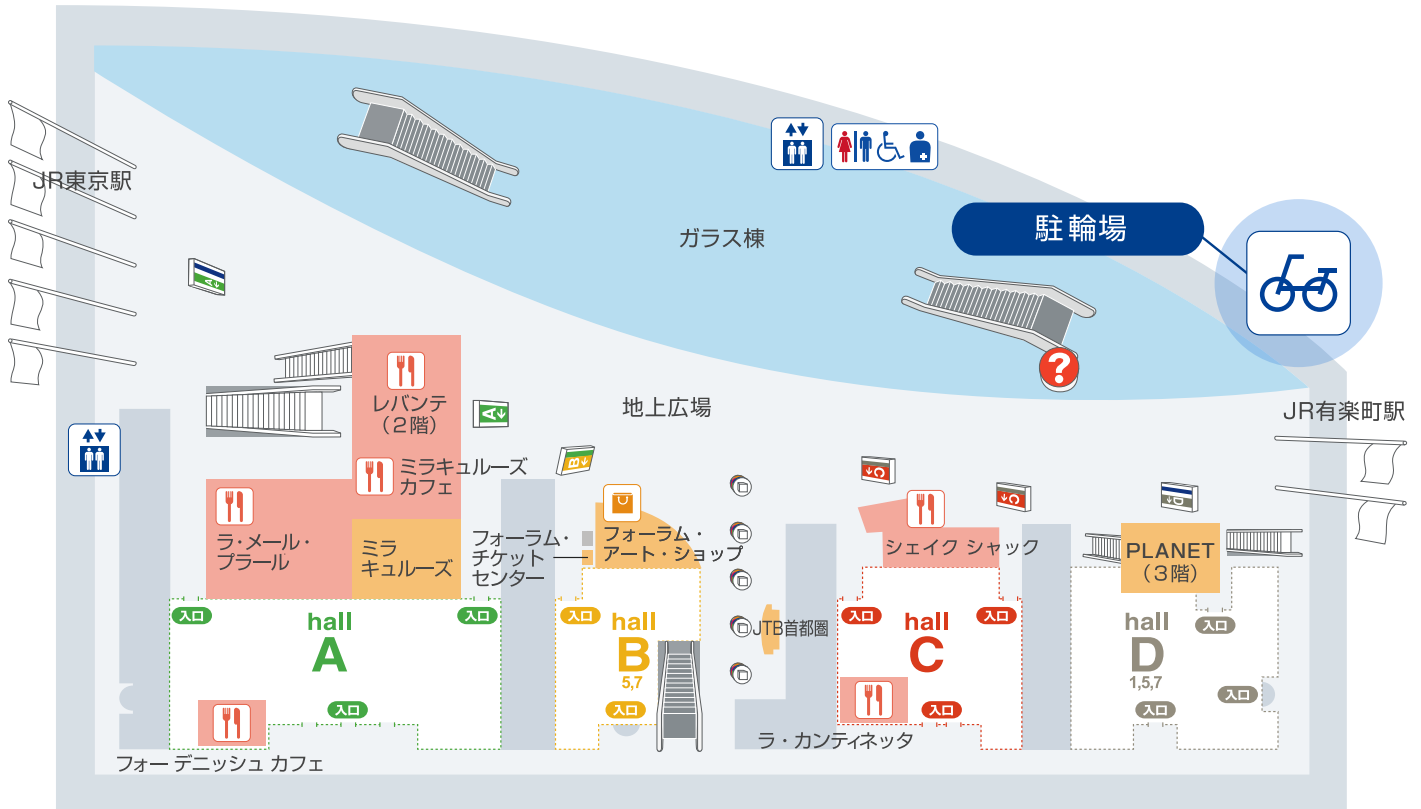 JR東京駅
ガラス棟
駐輪場
A
?
JR有楽町駅
レバンテ
(2階)
A
地上広場
B
C
C
D
ミラキュルーズ
カフェ
ラ・メール・
プラール
ミラ
キュルーズ
フォーラム・
チケット
センター
フォーラム・
アート・ショップ
シェイク シャック
PLANET
(3階)
入口
hall
A
入口
入口
入口
hall
B
5,7
入口
JTB首都圏
入口
hall
C
入口
入口
hall
D
1,5,7
入口
入口
入口
フォー デニッシュ カフェ
ラ・カンティネッタ